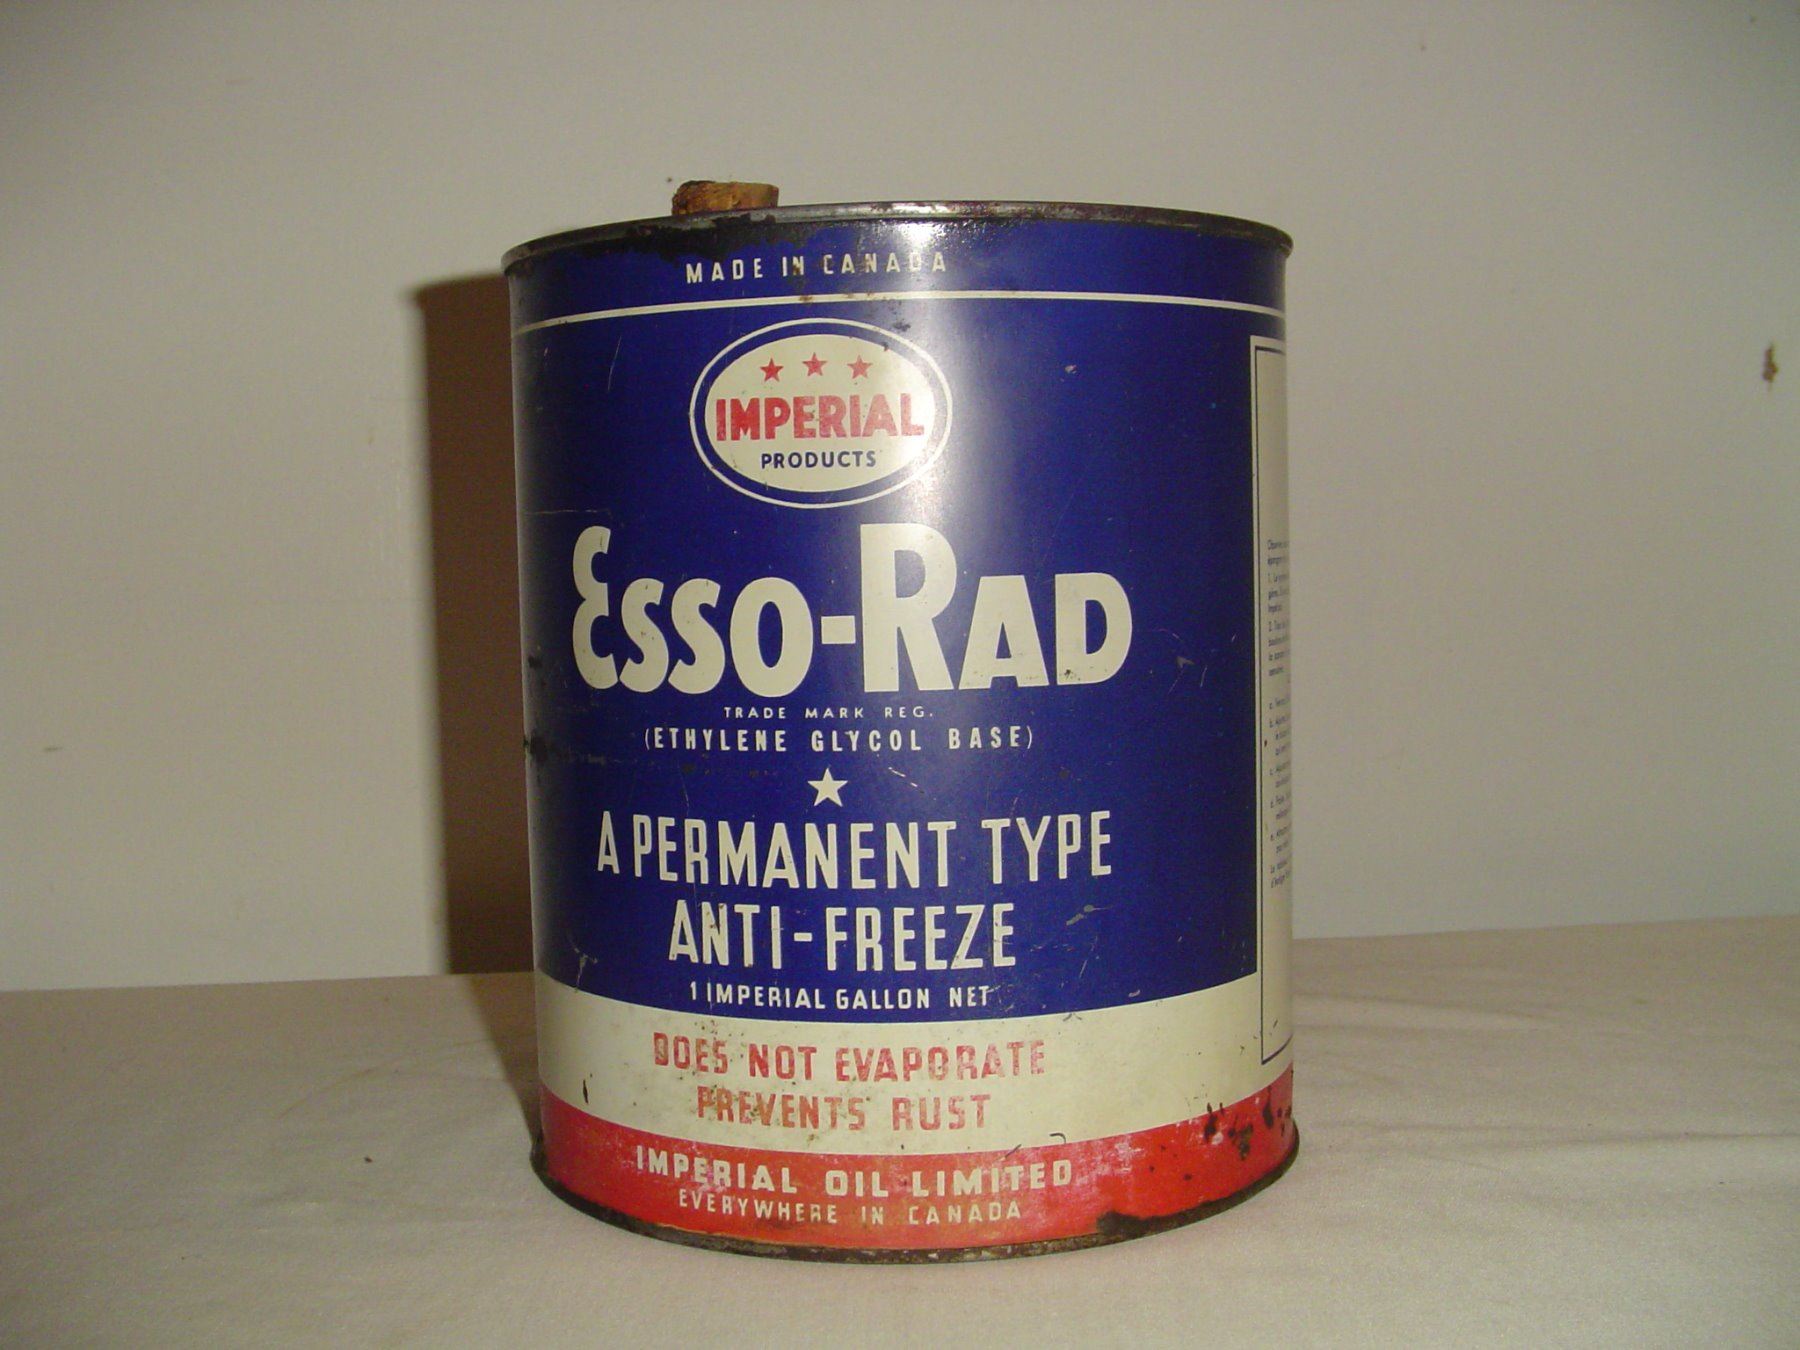 MADE IN CANADA
IMPERIAL
PRODUCTS
ESSO-RAD
TRADE MARK REG.
(ETHYLENE GLYCOL BASE)
A PERMANENT TYPE
ANTI-FREEZE
1 IMPERIAL GALLON NET
DOES NOT EVAPORATE
PREVENTS RUST
IMPERIAL OIL LIMITED
EVERYWHERE IN CANADA